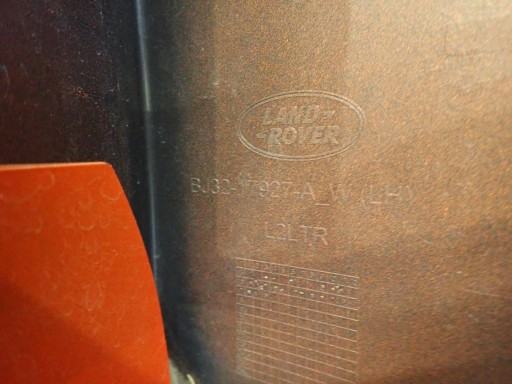 LAND
ROVER
BJ32-17927-A_W (LH)
L2LTR